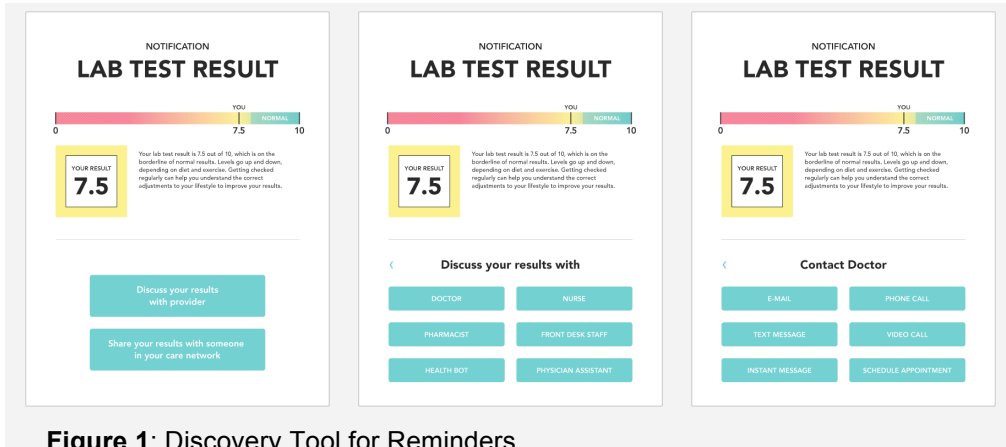 NOTIFICATION
LAB TEST RESULT
YOU
NORMAL
0
7.5
10
YOUR RESULT
7.5
Your lab test result is 7.5 out of 10, which is on the
borderline of normal results. Levels go up and down,
depending on diet and exercise. Getting checked
regularly can help you understand the correct
adjustments to your lifestyle to improve your results.
Discuss your results
with provider
Share your results with someone
in your care network
NOTIFICATION
LAB TEST RESULT
YOU
NORMAL
0
7.5
10
YOUR RESULT
7.5
Your lab test result is 7.5 out of 10, which is on the
borderline of normal results. Levels go up and down,
depending on diet and exercise. Getting checked
regularly can help you understand the correct
adjustments to your lifestyle to improve your results.
Discuss your results with
DOCTOR
NURSE
PHARMACIST
FRONT DESK STAFF
HEALTH BOT
PHYSICIAN ASSISTANT
NOTIFICATION
LAB TEST RESULT
YOU
NORMAL
0
7.5
10
YOUR RESULT
7.5
Your lab test result is 7.5 out of 10, which is on the
borderline of normal results. Levels go up and down,
depending on diet and exercise. Getting checked
regularly can help you understand the correct
adjustments to your lifestyle to improve your results.
Contact Doctor
E-MAIL
PHONE CALL
TEXT MESSAGE
VIDEO CALL
INSTANT MESSAGE
SCHEDULE APPOINTMENT
Figure 1: Discovery Tool for Reminders